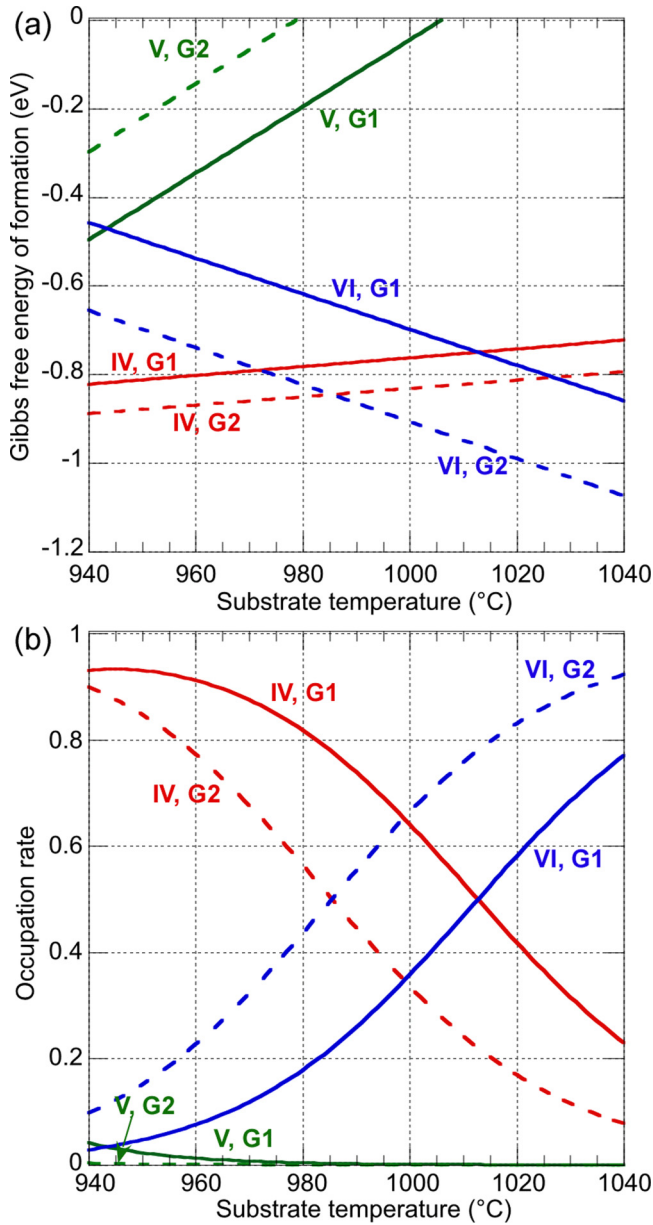 (a)
0
-0.2
-0.4
-0.6
-0.8
-1
-1.2
Gibbs free energy of formation (eV)
V, G2
V, G1
VI, G1
IV, G1
IV, G2
VI, G2
940 960 980 1000 1020 1040
Substrate temperature (°C)
(b)
1
0.8
0.6
0.4
0.2
0
Occupation rate
IV, G1
VI, G2
IV, G2
VI, G1
V, G2
V, G1
940 960 980 1000 1020 1040
Substrate temperature (°C)